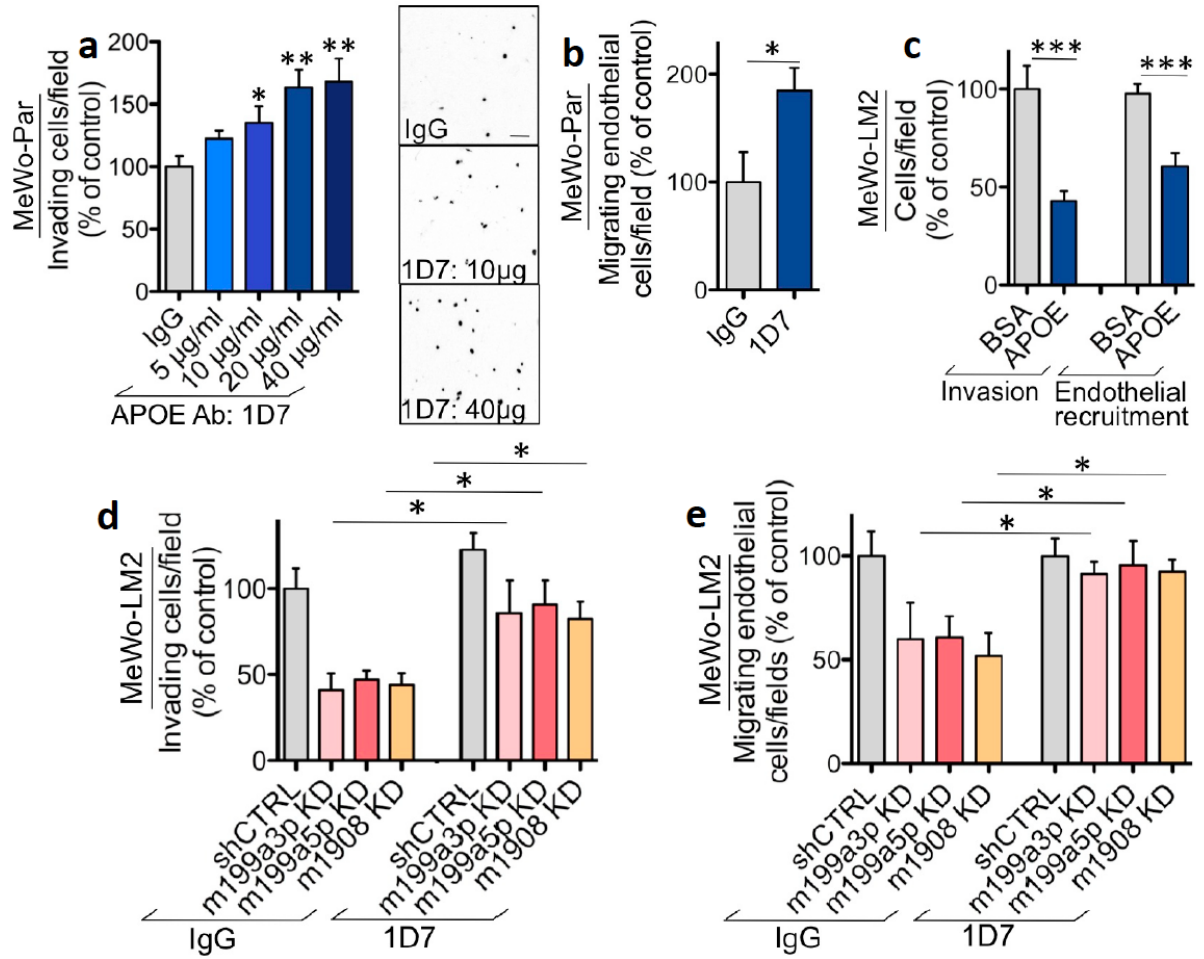 a
MeWo-Par
Invading cells/field
(% of control)
200
150
100
50
0
*
**
**
IgG
5 µg/ml
10 µg/ml
20 µg/ml
40 µg/ml
APOE Ab: 1D7
IgG
1D7: 10µg
1D7: 40µg
b
MeWo-Par
Migrating endothelial
cells/field (% of control)
200
100
0
*
IgG
1D7
c
MeWo-LM2
Cells/field
(% of control)
100
50
0
***
***
BSA
APOE
BSA
APOE
Invasion
Endothelial
recruitment
d
MeWo-LM2
Invading cells/field
(% of control)
100
50
0
*
*
*
shCTRL
m199a3p KD
m199a5p KD
m1908 KD
shCTRL
m199a3p KD
m199a5p KD
m1908 KD
IgG
1D7
e
MeWo-LM2
Migrating endothelial
cells/fields (% of control)
100
50
0
*
*
*
shCTRL
m199a3p KD
m199a5p KD
m1908 KD
shCTRL
m199a3p KD
m199a5p KD
m1908 KD
IgG
1D7